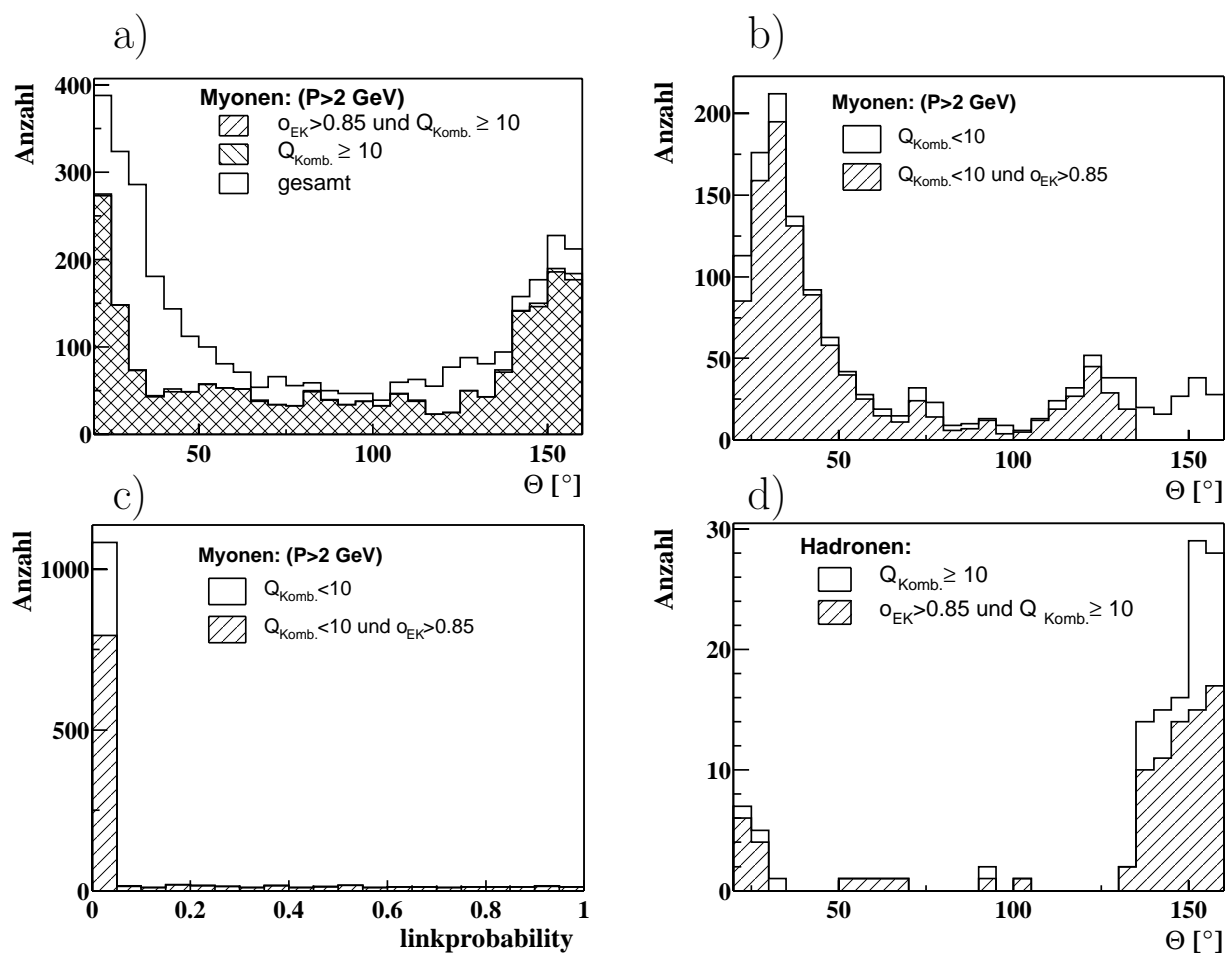 a)
Anzahl
400
300
200
100
0
50
100
150
Θ [°]
Myonen: (P>2 GeV)
o_EK>0.85 und Q_Komb. ≥ 10
Q_Komb. ≥ 10
gesamt
b)
Anzahl
200
150
100
50
0
50
100
150
Θ [°]
Myonen: (P>2 GeV)
Q_Komb.<10
Q_Komb.<10 und o_EK>0.85
c)
Anzahl
1000
500
0
0
0.2
0.4
0.6
0.8
1
linkprobability
Myonen: (P>2 GeV)
Q_Komb.<10
Q_Komb.<10 und o_EK>0.85
d)
Anzahl
30
20
10
0
50
100
150
Θ [°]
Hadronen:
Q_Komb. ≥ 10
o_EK>0.85 und Q_Komb. ≥ 10